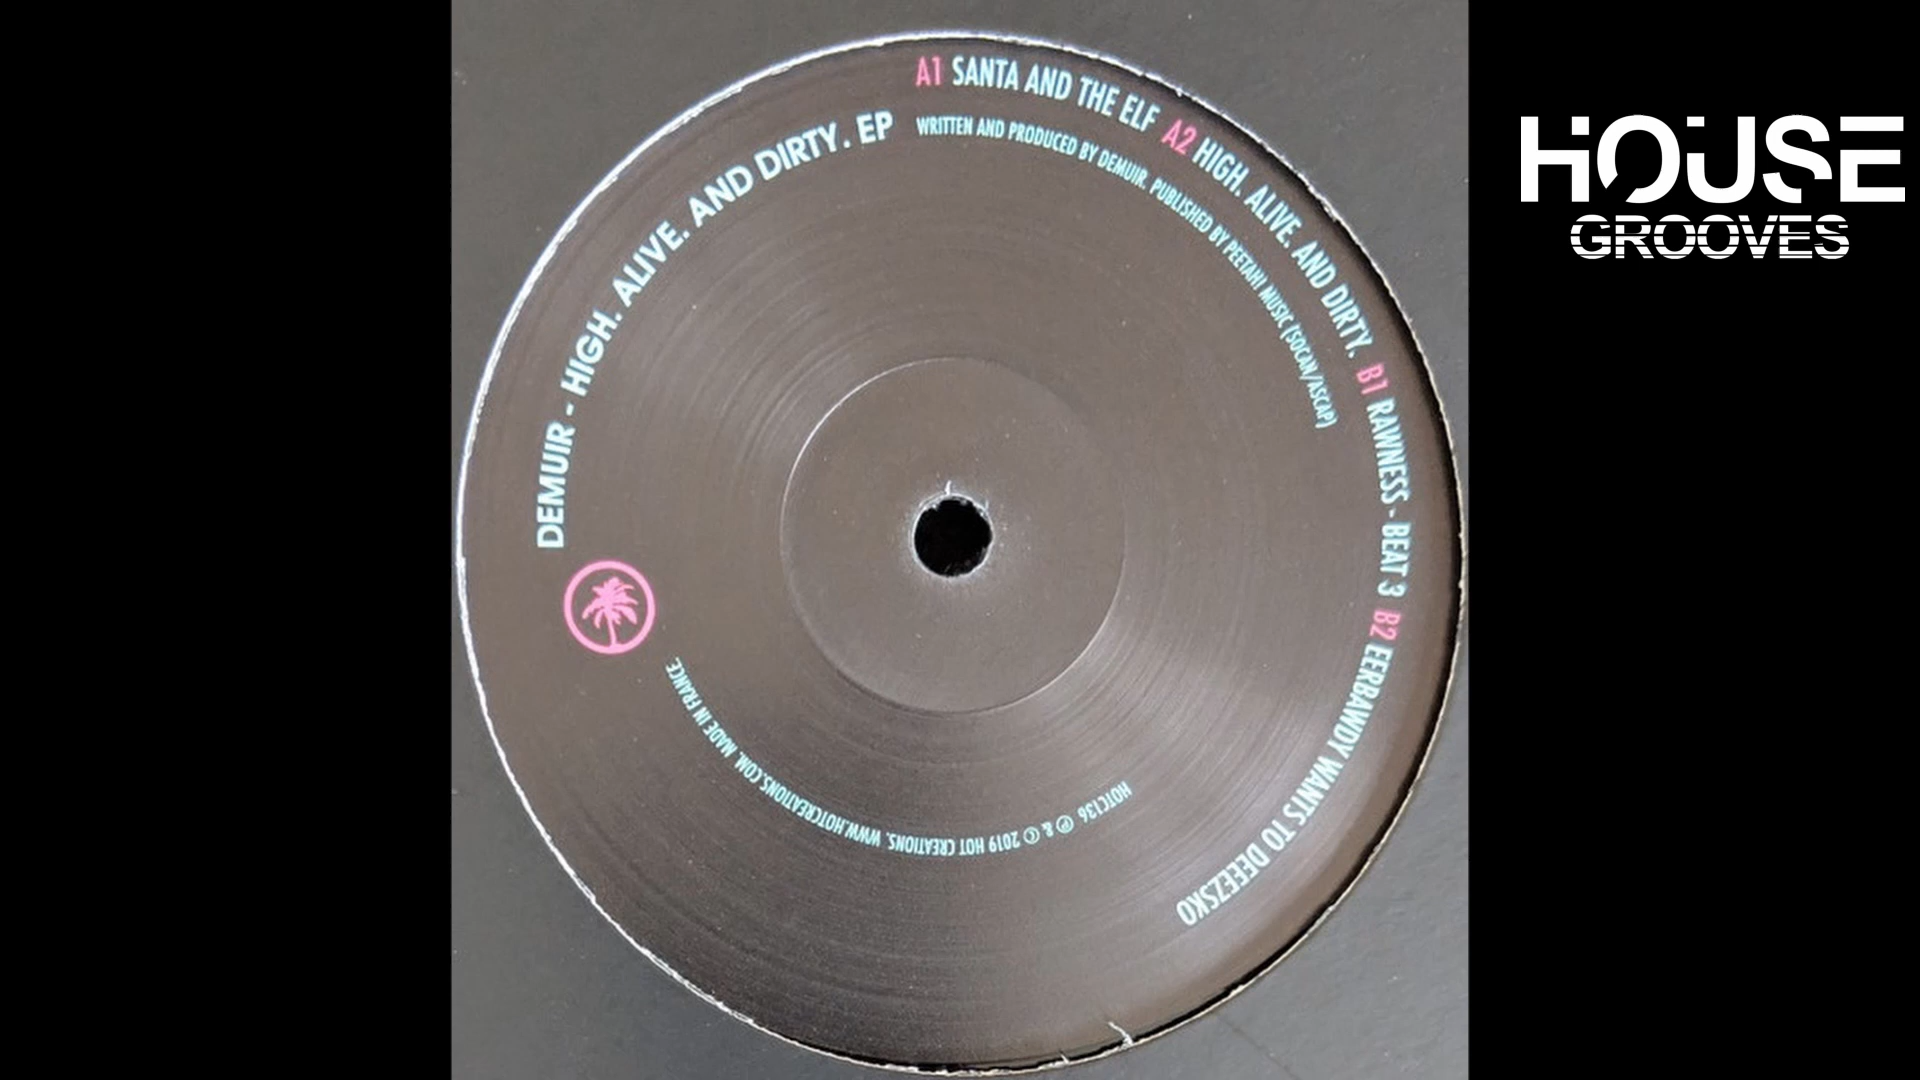 DEMUIR - HIGH. ALIVE. AND DIRTY. EP
A1 SANTA AND THE ELF A2 HIGH. ALIVE. AND DIRTY. B1 RAWNESS - BEAT 3 B2 EERBAWDY WANTS TO DEEEZSKO
WRITTEN AND PRODUCED BY DEMUIR. PUBLISHED BY PEETAH! MUSIC (SOCAN/ASCAP)
HOTC136 ℗ & © 2019 HOT CREATIONS. WWW.HOTCREATIONS.COM. MADE IN FRANCE.
HOUSE
GROOVES